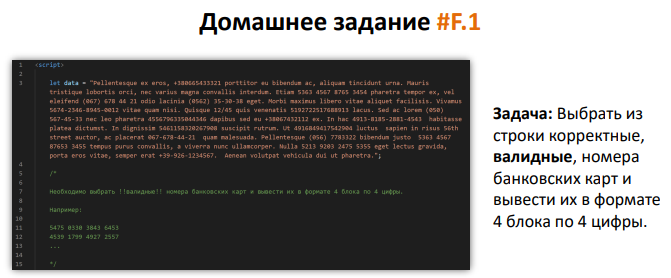 Домашнее задание #F.1
1 <script>
2
3 let data = "Pellentesque ex eros, +380665433321 porttitor eu bibendum ac, aliquam tincidunt urna. Mauris
tristique lobortis orci, nec varius magna convallis interdum. Etiam 5363 4567 8765 3454 pharetra tempor ex, vel
eleifend (067) 678 44 21 odio lacinia (0562) 35-30-38 eget. Morbi maximus libero vitae aliquet facilisis. Vivamus
5674-2346-8945-0012 vitae quam nisi. Quisque 12/45 quis venenatis 5192722517688913 lacus. Sed ac lorem (050)
567-45-33 nec leo pharetra 4556796335044346 dapibus sed eu +38067432112 ex. In hac 4913-8185-2881-4543 habitasse
platea dictumst. In dignissim 5461158320267908 suscipit rutrum. Ut 4916849417542904 luctus sapien in risus 56th
street auctor, ac placerat 067-678-44-21 quam malesuada. Pellentesque (056) 7783322 bibendum justo 5363 4567
87653 3455 tempus purus convallis, a viverra nunc ullamcorper. Nulla 5213 9203 2475 5355 eget lectus gravida,
porta eros vitae, semper erat +39-926-1234567. Aenean volutpat vehicula dui ut pharetra.";
4
5 /*
6
7 Необходимо выбрать !!валидные!! номера банковских карт и вывести их в формате 4 блока по 4 цифры.
8
9 Например:
10
11 5475 0330 3843 6453
12 4539 1799 4927 2557
13 ...
14
15 */
Задача: Выбрать из
строки корректные,
валидные, номера
банковских карт и
вывести их в формате
4 блока по 4 цифры.